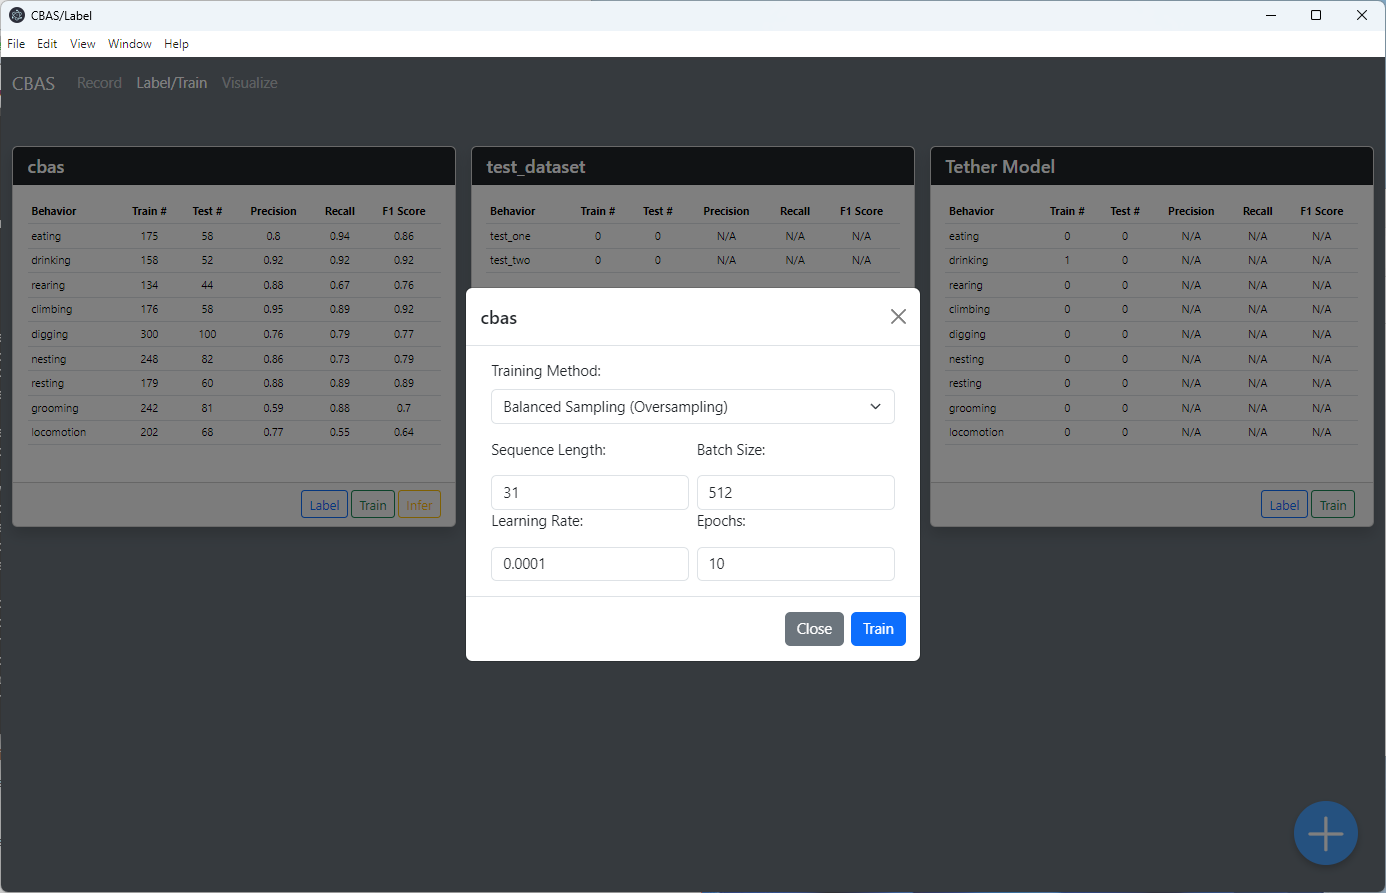 CBAS/Label
File Edit View Window Help
CBAS Record Label/Train Visualize
cbas
Behavior Train # Test # Precision Recall F1 Score
eating 175 58 0.8 0.94 0.86
drinking 158 52 0.92 0.92 0.92
rearing 134 44 0.88 0.67 0.76
climbing 176 58 0.95 0.89 0.92
digging 300 100 0.76 0.79 0.77
nesting 248 82 0.86 0.73 0.79
resting 179 60 0.88 0.89 0.89
grooming 242 81 0.59 0.88 0.7
locomotion 202 68 0.77 0.55 0.64
Label Train Infer
test_dataset
Behavior Train # Test # Precision Recall F1 Score
test_one 0 0 N/A N/A N/A
test_two 0 0 N/A N/A N/A
Tether Model
Behavior Train # Test # Precision Recall F1 Score
eating 0 0 N/A N/A N/A
drinking 1 0 N/A N/A N/A
rearing 0 0 N/A N/A N/A
climbing 0 0 N/A N/A N/A
digging 0 0 N/A N/A N/A
nesting 0 0 N/A N/A N/A
resting 0 0 N/A N/A N/A
grooming 0 0 N/A N/A N/A
locomotion 0 0 N/A N/A N/A
Label Train
cbas
Training Method:
Balanced Sampling (Oversampling)
Sequence Length: Batch Size:
31 512
Learning Rate: Epochs:
0.0001 10
Close Train